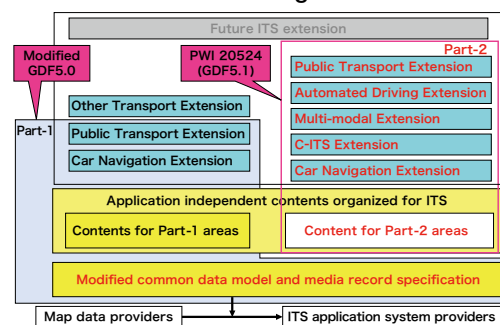 Future ITS extension
Part-2
Modified
GDF5.0
PWI 20524
(GDF5.1)
Public Transport Extension
Automated Driving Extension
Other Transport Extension
Multi-modal Extension
Part-1
Public Transport Extension
C-ITS Extension
Car Navigation Extension
Car Navigation Extension
Application independent contents organized for ITS
Contents for Part-1 areas
Content for Part-2 areas
Modified common data model and media record specification
Map data providers
ITS application system providers